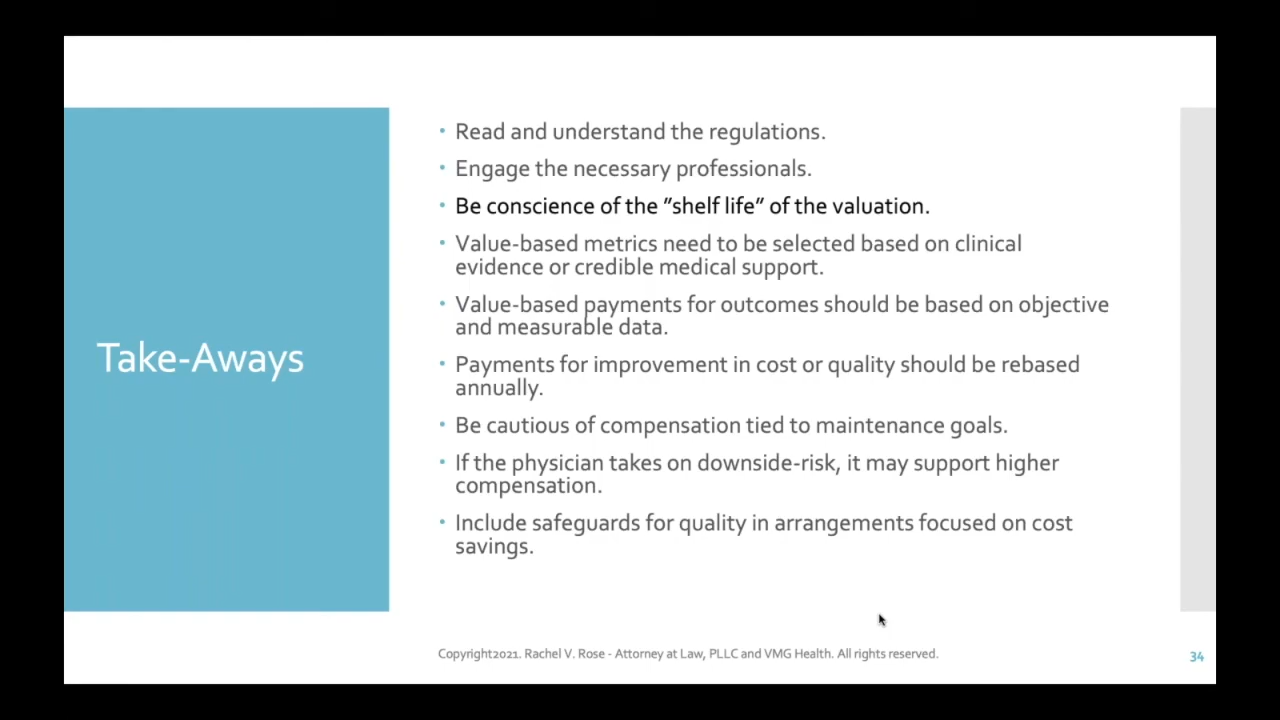 Take-Aways
• Read and understand the regulations.
• Engage the necessary professionals.
• Be conscience of the ”shelf life” of the valuation.
• Value-based metrics need to be selected based on clinical
evidence or credible medical support.
• Value-based payments for outcomes should be based on objective
and measurable data.
• Payments for improvement in cost or quality should be rebased
annually.
• Be cautious of compensation tied to maintenance goals.
• If the physician takes on downside-risk, it may support higher
compensation.
• Include safeguards for quality in arrangements focused on cost
savings.
Copyright2021. Rachel V. Rose - Attorney at Law, PLLC and VMG Health. All rights reserved.
34